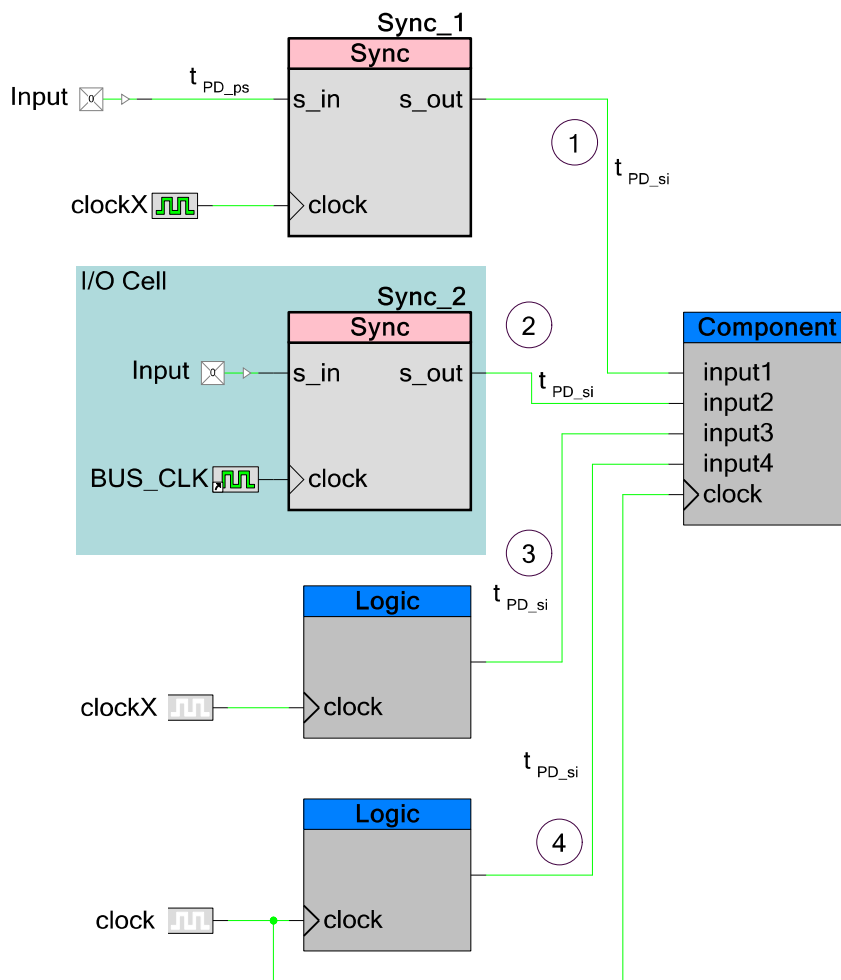 Sync_1
Sync
Input
t PD_ps
s_in
s_out
1
t PD_si
clockX
clock
I/O Cell
Sync_2
Sync
2
Component
Input
s_in
s_out
t PD_si
input1
input2
input3
input4
clock
BUS_CLK
clock
3
t PD_si
Logic
clockX
clock
t PD_si
Logic
4
clock
clock